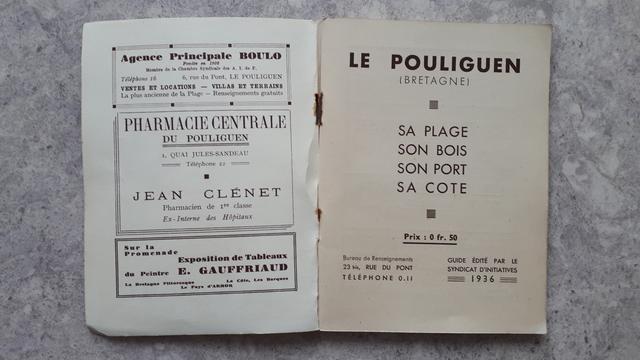 Agence Principale BOULO
Fondée en 1902
Membre de la Chambre Syndicale des A. I. de F.
Téléphone 16 6, rue du Pont, LE POULIGUEN
VENTES ET LOCATIONS — VILLAS ET TERRAINS
La plus ancienne de la Plage — Renseignements gratuits
PHARMACIE CENTRALE
DU POULIGUEN
1, QUAI JULES-SANDEAU
Téléphone 22
JEAN CLÉNET
Pharmacien de 1re classe
Ex-Interne des Hôpitaux
Sur la
Promenade
Exposition de Tableaux
du Peintre E. GAUFFRIAUD
La Bretagne Pittoresque La Côte, Les Barques
Le Pays d'ARMOR
LE POULIGUEN
(BRETAGNE)
SA PLAGE
SON BOIS
SON PORT
SA COTE
Prix : 0 fr. 50
Bureau de Renseignements
23 bis, RUE DU PONT
TÉLÉPHONE 0.11
GUIDE ÉDITÉ PAR LE
SYNDICAT D'INITIATIVES
1936